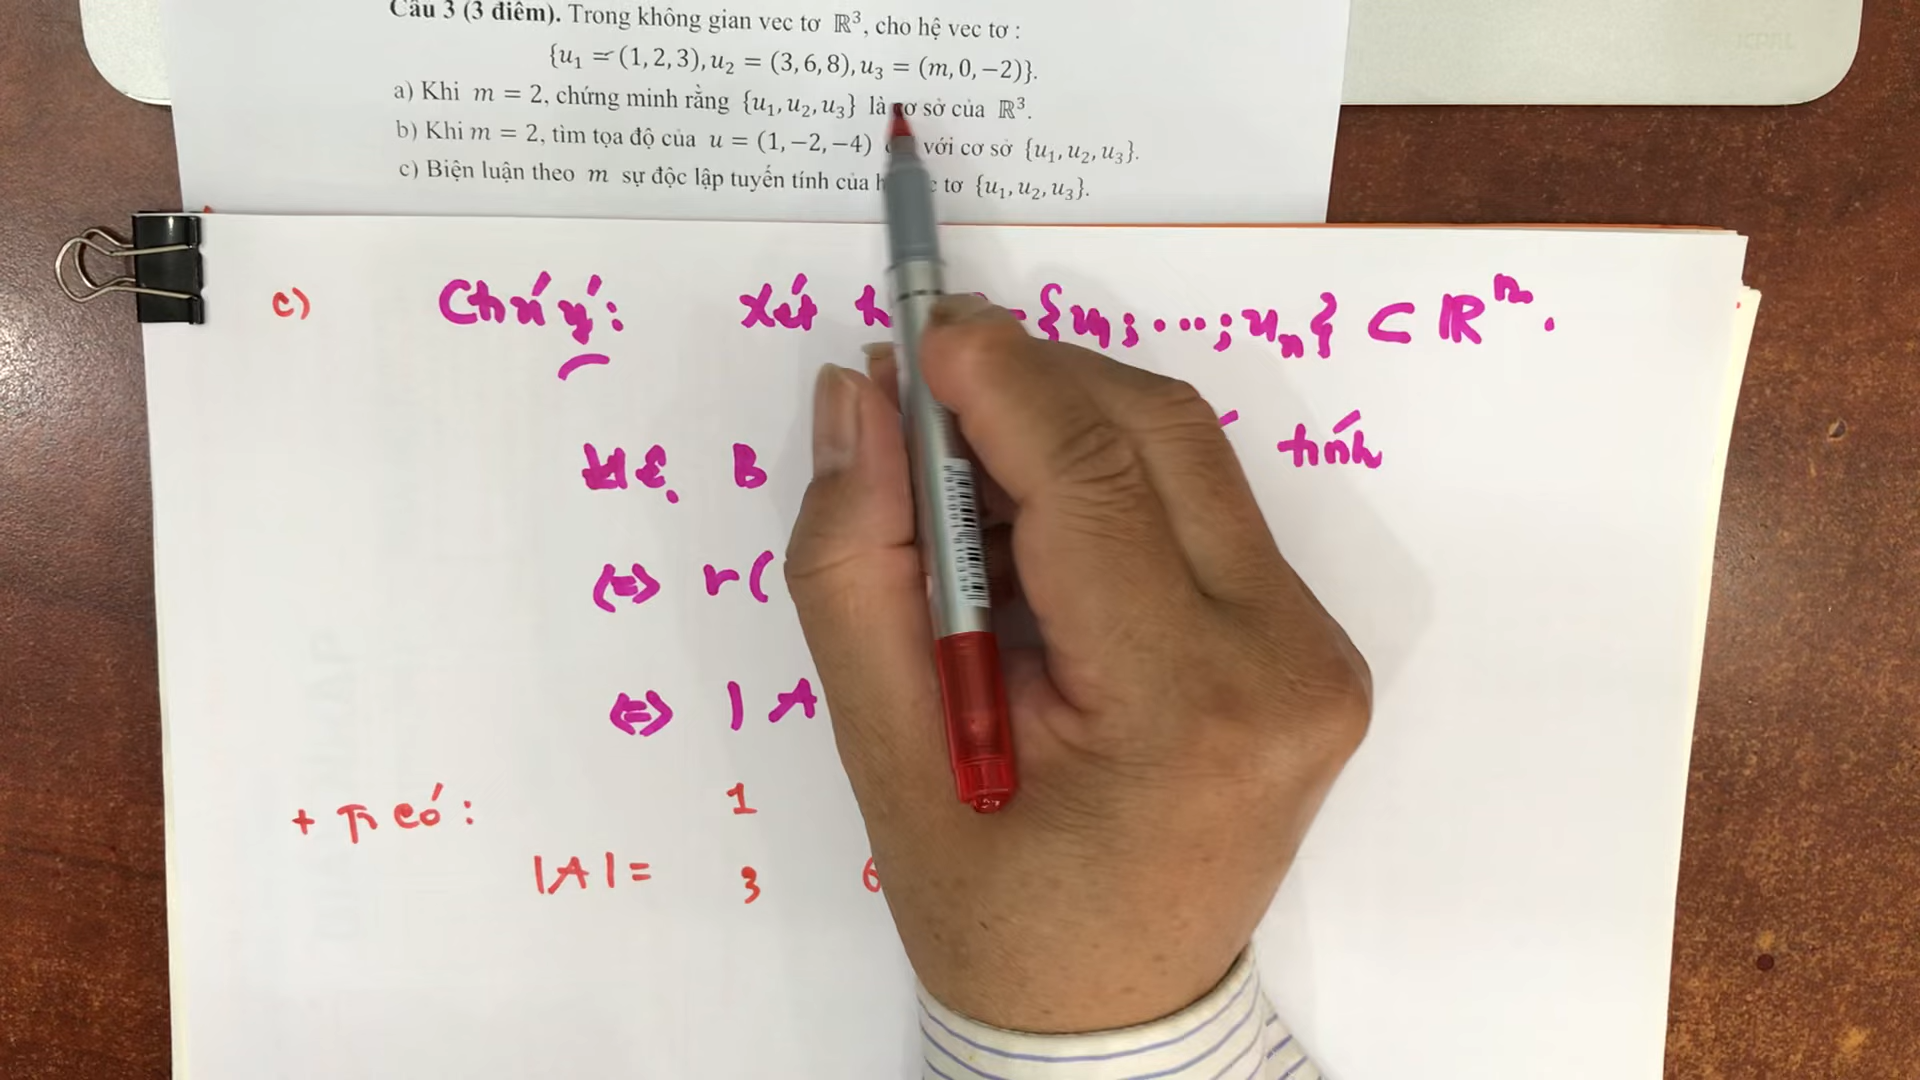 Câu 3 (3 điểm). Trong không gian vec tơ ℝ³, cho hệ vec tơ :
{u₁ = (1, 2, 3), u₂ = (3, 6, 8), u₃ = (m, 0, −2)}.
a) Khi m = 2, chứng minh rằng {u₁, u₂, u₃} là cơ sở của ℝ³.
b) Khi m = 2, tìm tọa độ của u = (1, −2, −4) với cơ sở {u₁, u₂, u₃}.
c) Biện luận theo m sự độc lập tuyến tính của tơ {u₁, u₂, u₃}.
c) Chú ý: Xét {u₁; ...; uₙ} ⊂ ℝⁿ.
Hệ B tính
⇔ r(
⇔ |A
+ Ta có: 1
|A| = 3 6